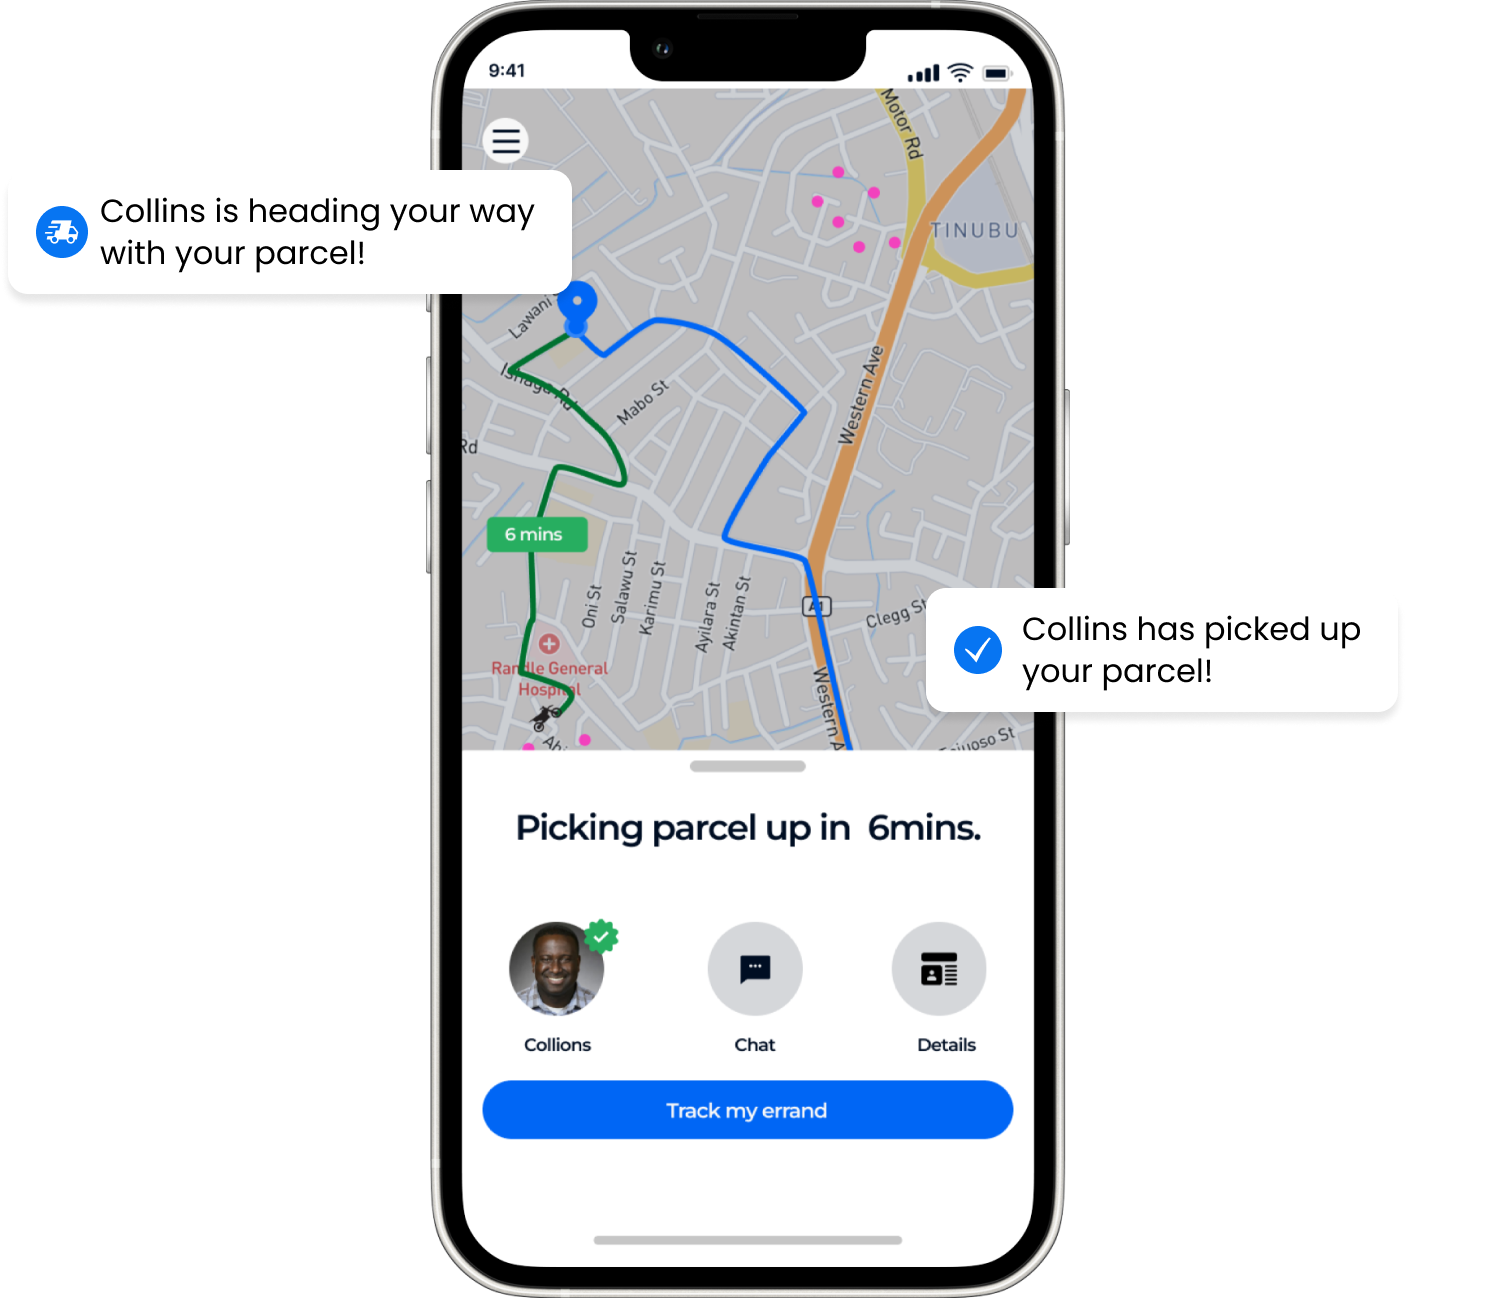 9:41
Motor Rd
TINUBU
Collins is heading your way
with your parcel!
Lawani
Ishaga Rd
Mabo St
Western Ave
Rd
6 mins
Oni St
Salawu St
Karimu St
Ayilara St
Akintan St
A1
Clegg St
Collins has picked up
your parcel!
Randle General
Hospital
Western A
St
Picking parcel up in 6mins.
Collions
Chat
Details
Track my errand